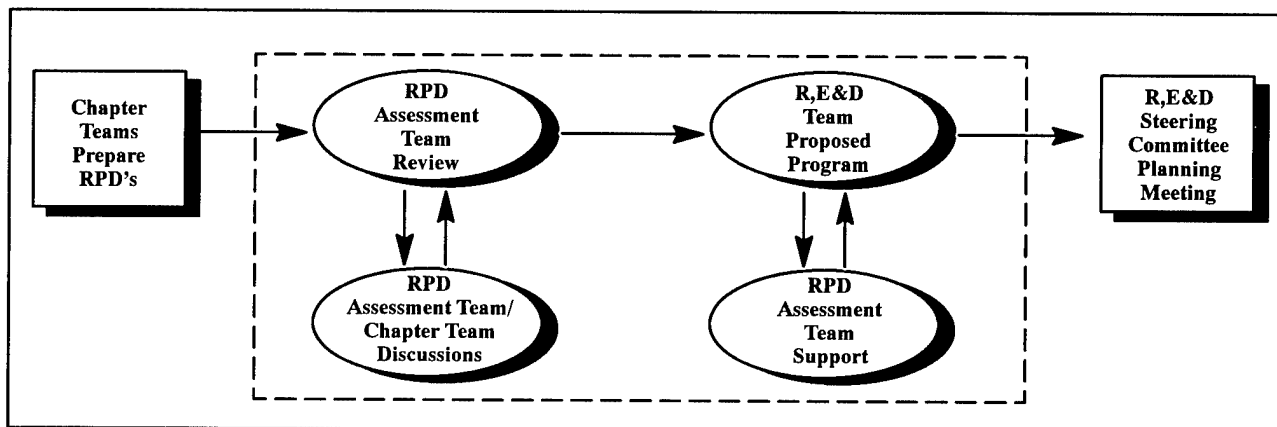 Chapter
Teams
Prepare
RPD's
RPD
Assessment
Team
Review
R,E&D
Team
Proposed
Program
R,E&D
Steering
Committee
Planning
Meeting
RPD
Assessment Team/
Chapter Team
Discussions
RPD
Assessment
Team
Support